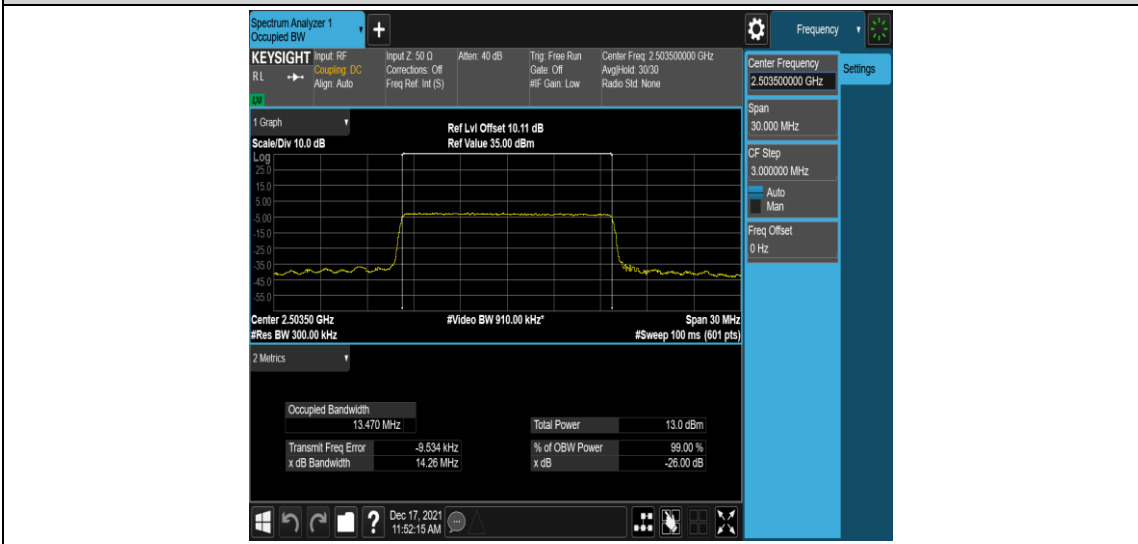 Spectrum Analyzer 1
Occupied BW
+
Frequency
KEYSIGHT Input: RF Input Z: 50 Ω Atten: 40 dB Trig: Free Run Center Freq: 2.503500000 GHz
R L Coupling: DC Corrections: Off Gate: Off Avg|Hold: 30/30
Align: Auto Freq Ref: Int (S) #IF Gain: Low Radio Std: None
LXI
Center Frequency
2.503500000 GHz
Settings
Span
30.000 MHz
CF Step
3.000000 MHz
Auto
Man
Freq Offset
0 Hz
1 Graph
Ref Lvl Offset 10.11 dB
Scale/Div 10.0 dB Ref Value 35.00 dBm
Log
25.0
15.0
5.00
-5.00
-15.0
-25.0
-35.0
-45.0
-55.0
Center 2.50350 GHz #Video BW 910.00 kHz* Span 30 MHz
#Res BW 300.00 kHz #Sweep 100 ms (601 pts)
2 Metrics
Occupied Bandwidth
13.470 MHz
Total Power 13.0 dBm
Transmit Freq Error -9.534 kHz % of OBW Power 99.00 %
x dB Bandwidth 14.26 MHz x dB -26.00 dB
? Dec 17, 2021
11:52:15 AM